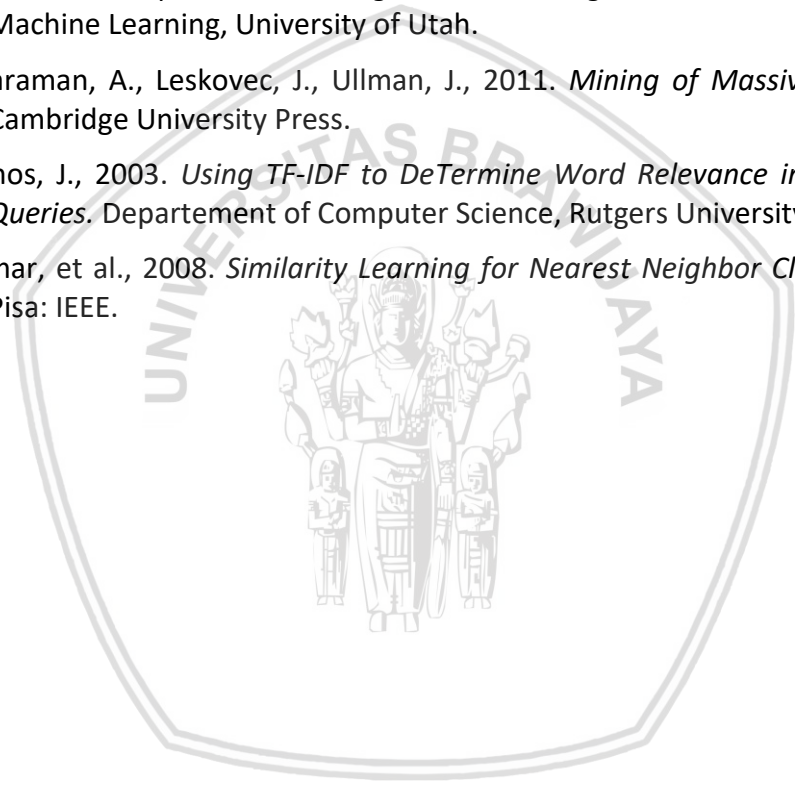 Machine Learning, University of Utah.
araman, A., Leskovec, J., Ullman, J., 2011. Mining of Massiv
Cambridge University Press.
nos, J., 2003. Using TF-IDF to DeTermine Word Relevance in
Queries. Departement of Computer Science, Rutgers University
nar, et al., 2008. Similarity Learning for Nearest Neighbor Cl
Pisa: IEEE.
UNIVERSITAS BRAWIJAYA